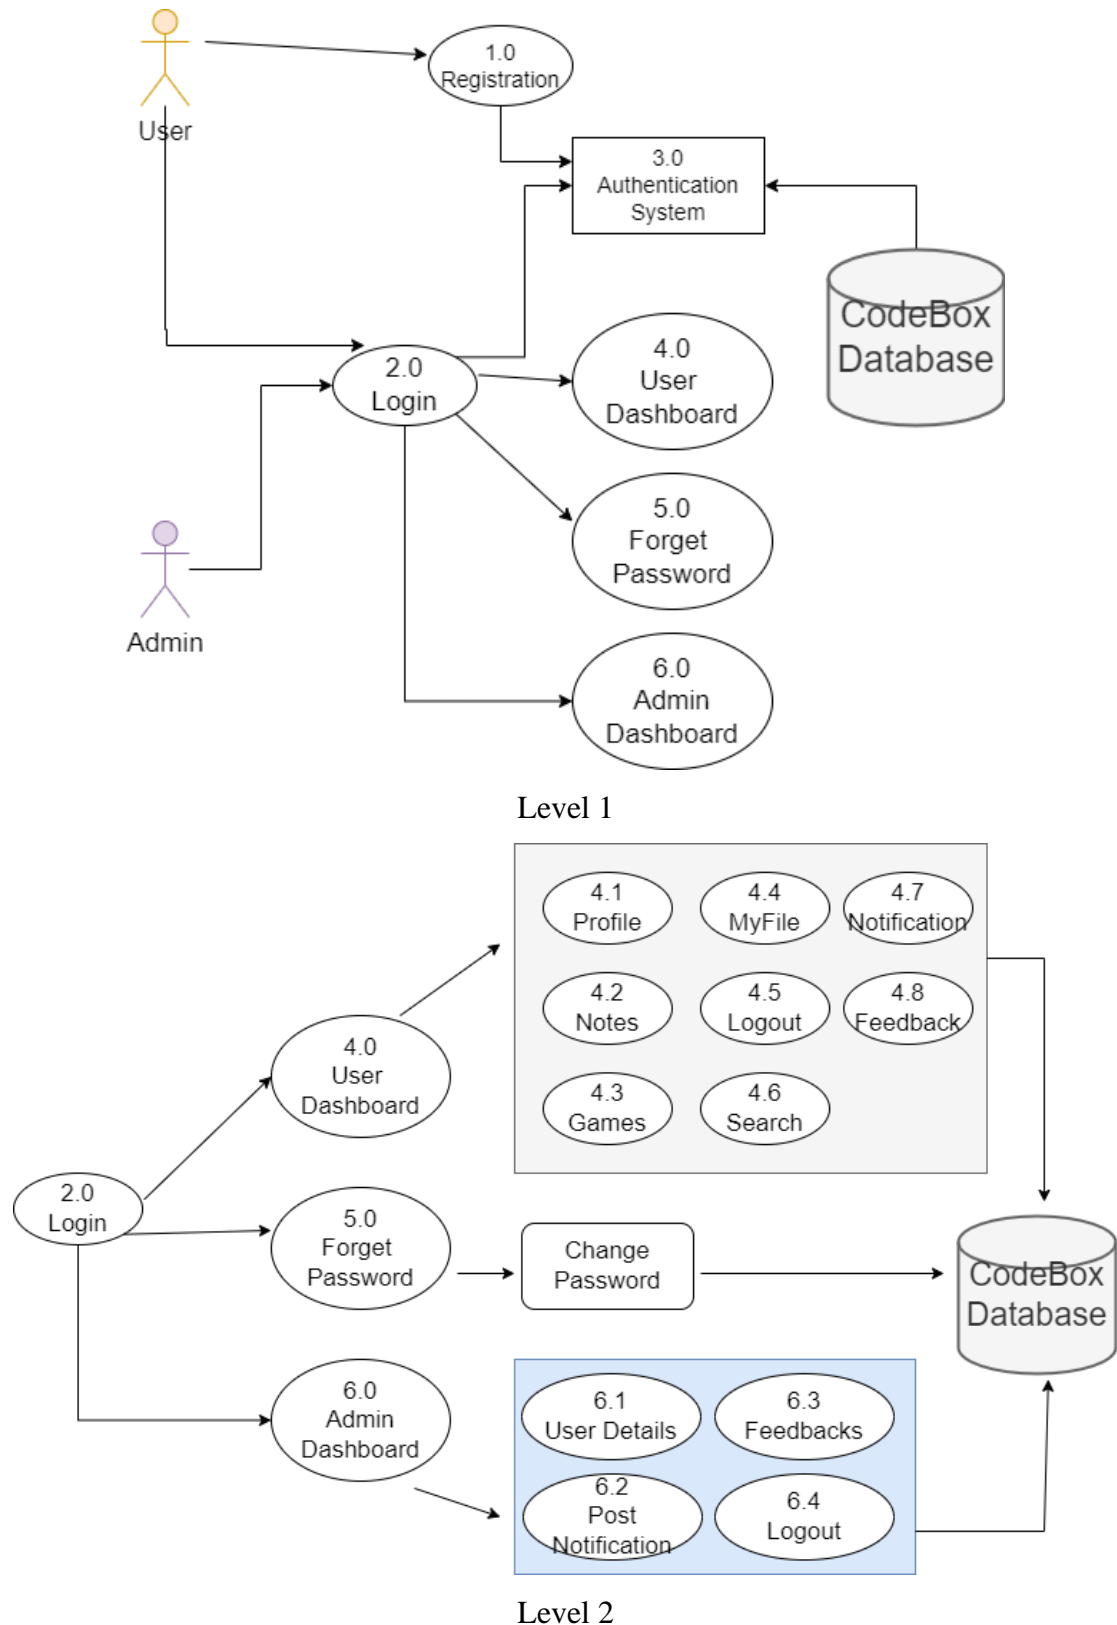 User
1.0
Registration
3.0
Authentication
System
CodeBox
Database
2.0
Login
4.0
User
Dashboard
5.0
Forget
Password
Admin
6.0
Admin
Dashboard
Level 1
4.1
Profile
4.4
MyFile
4.7
Notification
4.2
Notes
4.5
Logout
4.8
Feedback
4.3
Games
4.6
Search
4.0
User
Dashboard
2.0
Login
5.0
Forget
Password
Change
Password
CodeBox
Database
6.0
Admin
Dashboard
6.1
User Details
6.3
Feedbacks
6.2
Post
Notification
6.4
Logout
Level 2